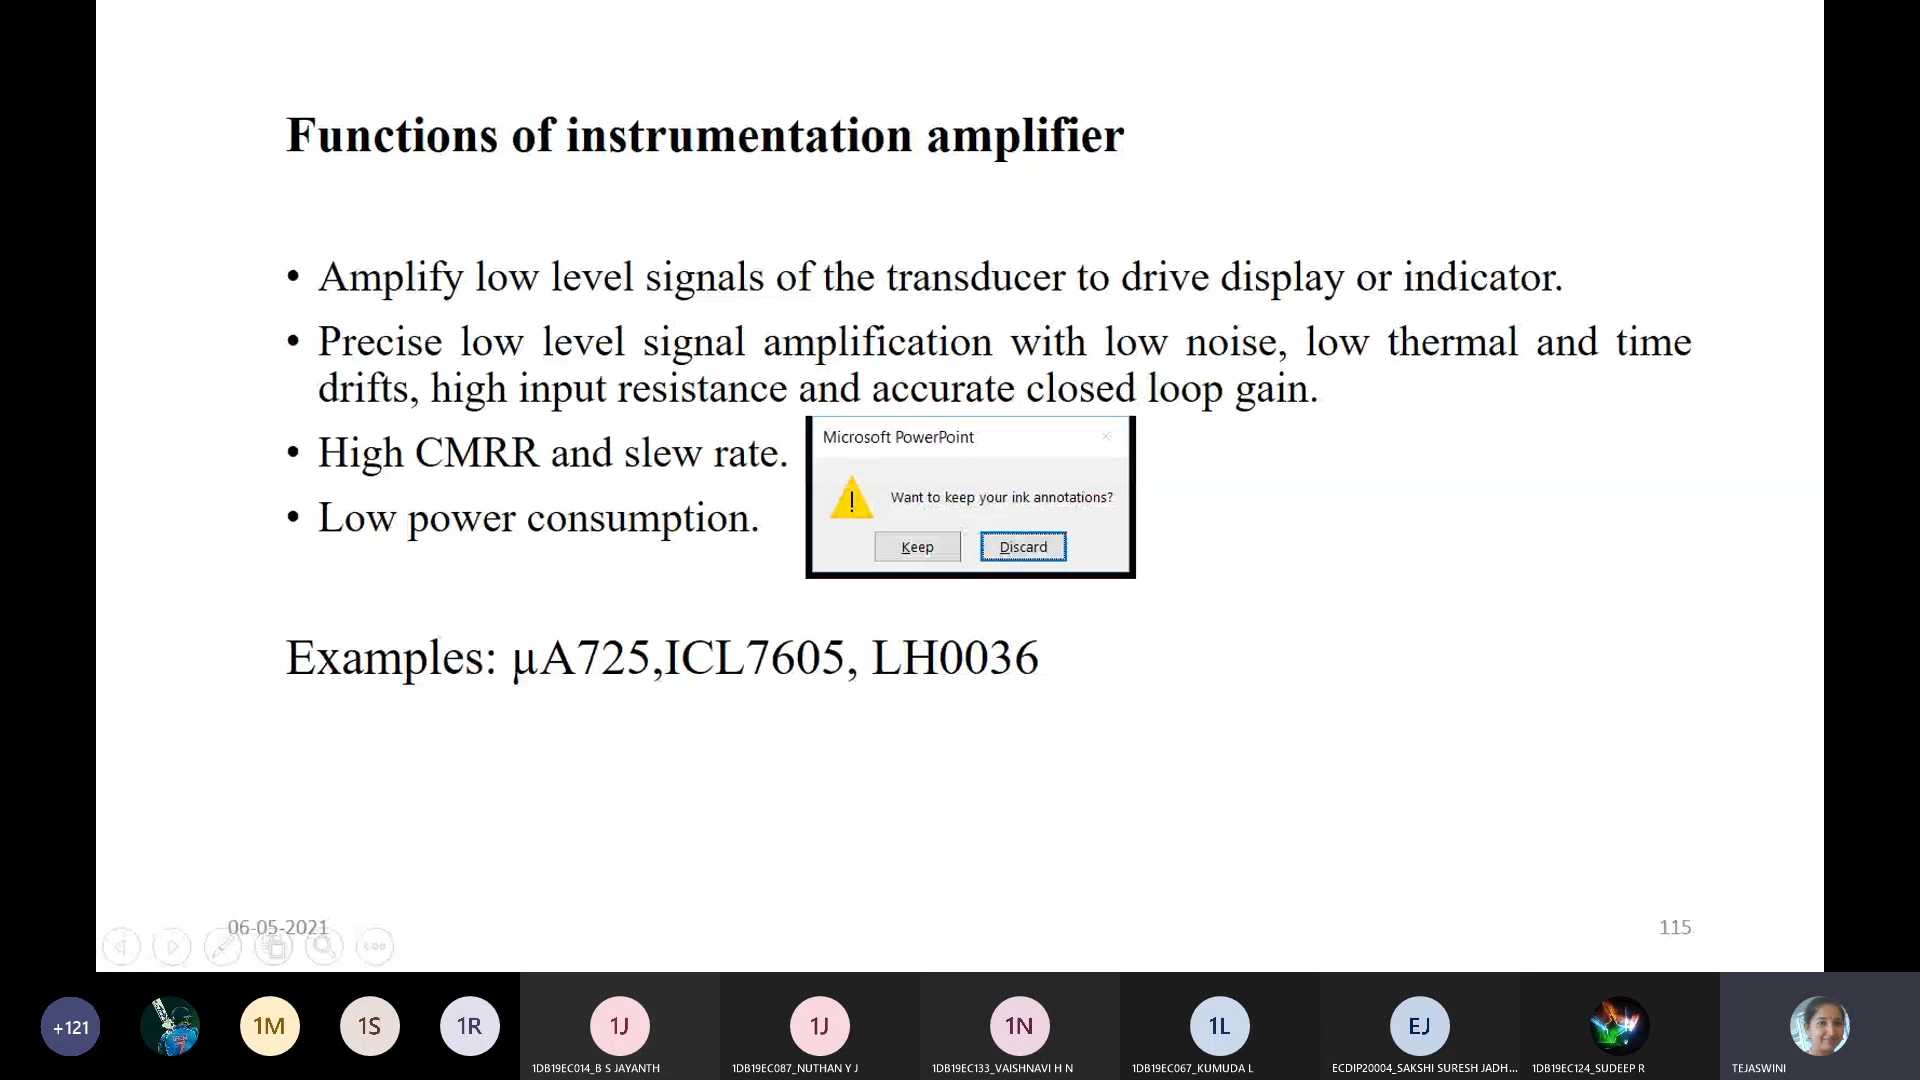 Functions of instrumentation amplifier
• Amplify low level signals of the transducer to drive display or indicator.
• Precise low level signal amplification with low noise, low thermal and time
drifts, high input resistance and accurate closed loop gain.
• High CMRR and slew rate.
• Low power consumption.
Microsoft PowerPoint
Want to keep your ink annotations?
Keep
Discard
Examples: µA725,ICL7605, LH0036
06-05-2021
115
+121
1M
1S
1R
1J
1J
1N
1L
EJ
1DB19EC014_B S JAYANTH
1DB19EC087_NUTHAN Y J
1DB19EC133_VAISHNAVI H N
1DB19EC067_KUMUDA L
ECDIP20004_SAKSHI SURESH JADH...
1DB19EC124_SUDEEP R
TEJASWINI